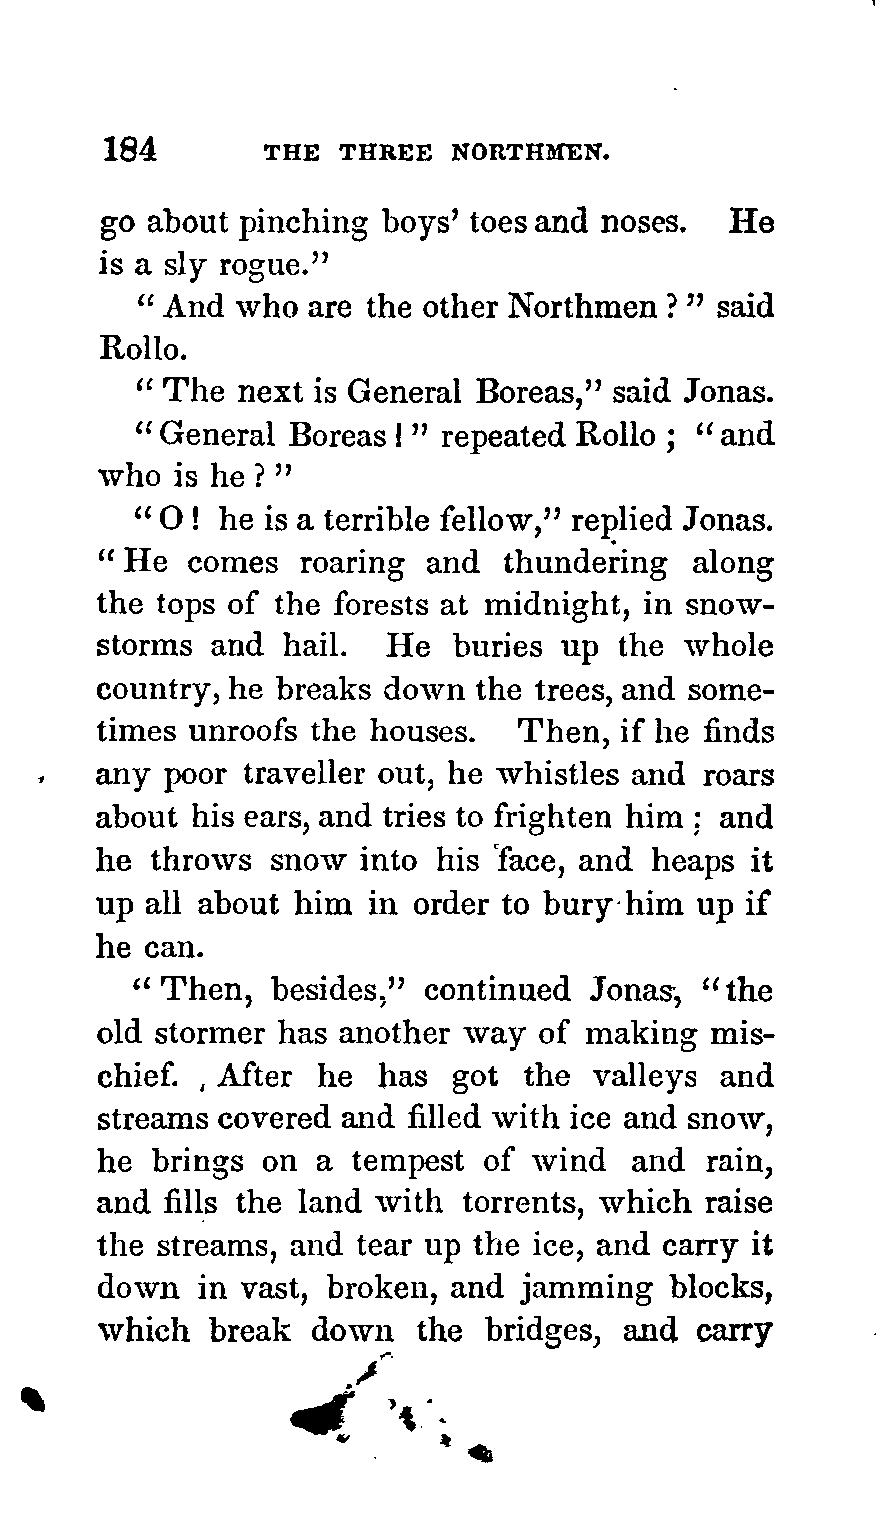 184 THE THREE NORTHMEN.
go about pinching boys' toes and noses. He
is a sly rogue."
" And who are the other Northmen ? " said
Rollo.
" The next is General Boreas," said Jonas.
" General Boreas ! " repeated Rollo ; " and
who is he ? "
" O ! he is a terrible fellow," replied Jonas.
" He comes roaring and thundering along
the tops of the forests at midnight, in snow-
storms and hail. He buries up the whole
country, he breaks down the trees, and some-
times unroofs the houses. Then, if he finds
any poor traveller out, he whistles and roars
about his ears, and tries to frighten him ; and
he throws snow into his face, and heaps it
up all about him in order to bury him up if
he can.
" Then, besides," continued Jonas, " the
old stormer has another way of making mis-
chief. After he has got the valleys and
streams covered and filled with ice and snow,
he brings on a tempest of wind and rain,
and fills the land with torrents, which raise
the streams, and tear up the ice, and carry it
down in vast, broken, and jamming blocks,
which break down the bridges, and carry